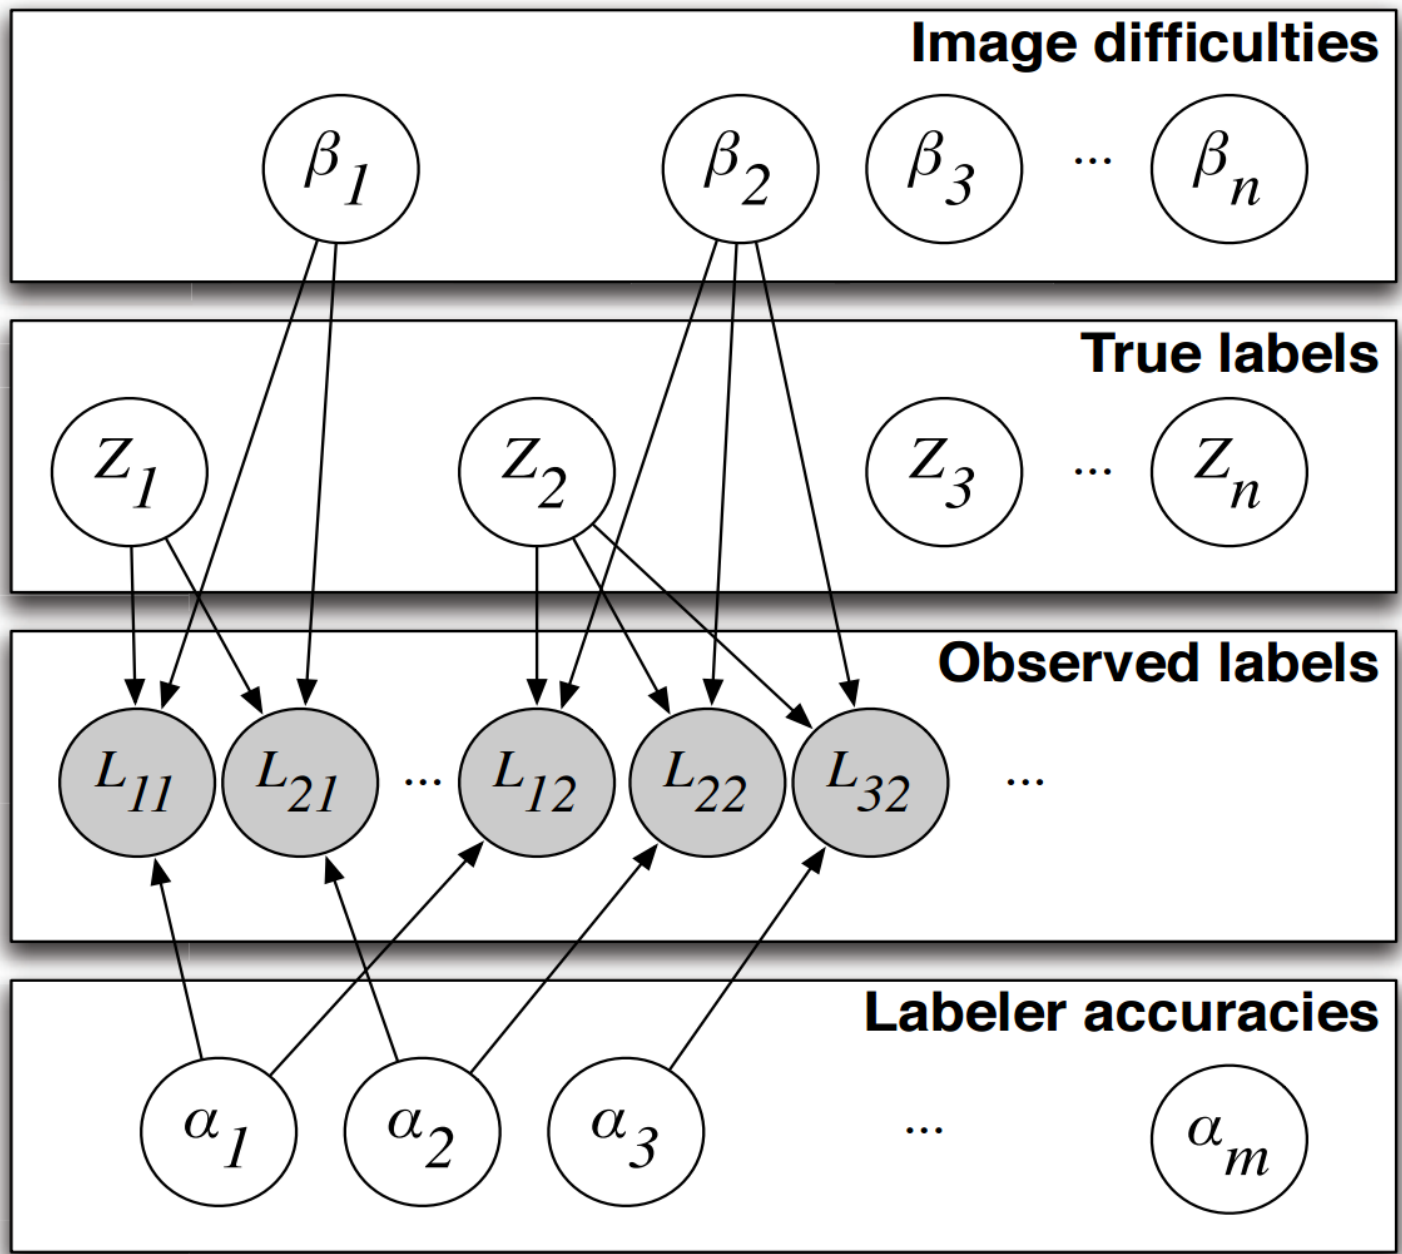 Image difficulties
β1 β2 β3 ... βn
True labels
Z1 Z2 Z3 ... Zn
Observed labels
L11 L21 ... L12 L22 L32 ...
Labeler accuracies
α1 α2 α3 ... αm